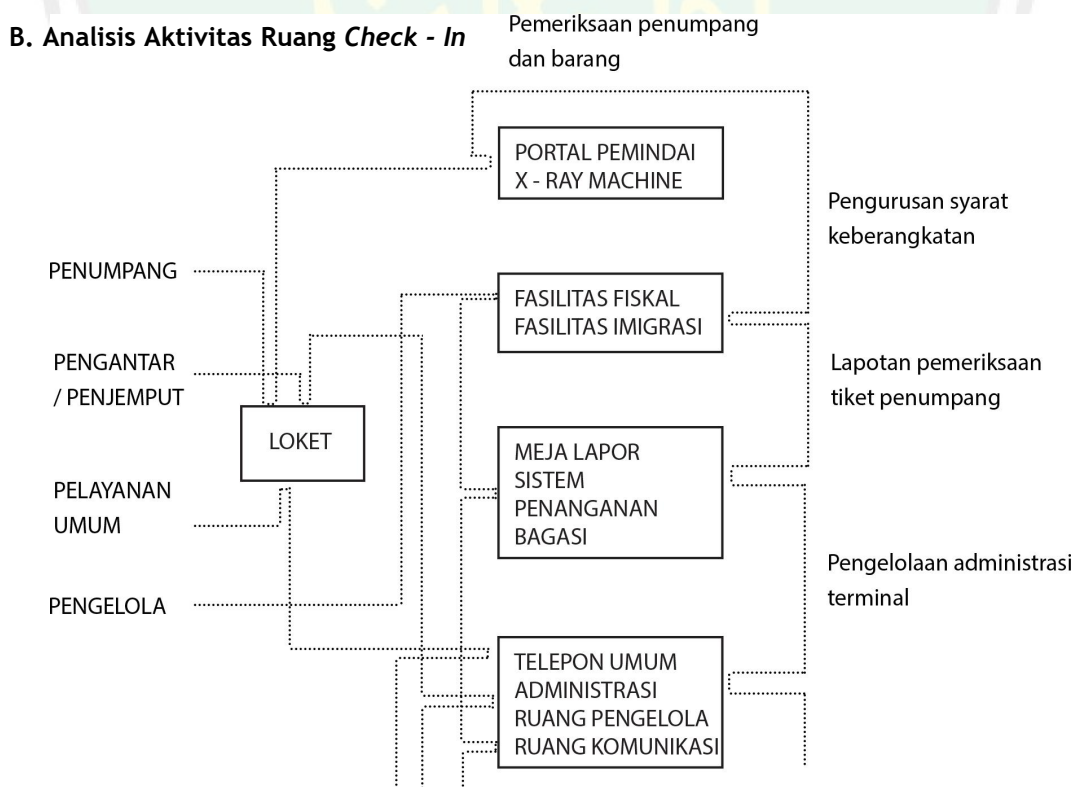 B. Analisis Aktivitas Ruang Check - In
Pemeriksaan penumpang
dan barang
PORTAL PEMINDAI
X - RAY MACHINE
Pengurusan syarat
keberangkatan
PENUMPANG
FASILITAS FISKAL
FASILITAS IMIGRASI
PENGANTAR
/ PENJEMPUT
Lapotan pemeriksaan
tiket penumpang
LOKET
MEJA LAPOR
SISTEM
PENANGANAN
BAGASI
PELAYANAN
UMUM
Pengelolaan administrasi
terminal
PENGELOLA
TELEPON UMUM
ADMINISTRASI
RUANG PENGELOLA
RUANG KOMUNIKASI